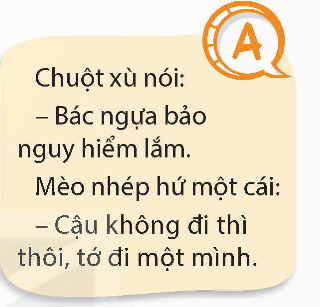 A
Chuột xù nói:
– Bác ngựa bảo
nguy hiểm lắm.
Mèo nhép hứ một cái:
– Cậu không đi thì
thôi, tớ đi một mình.